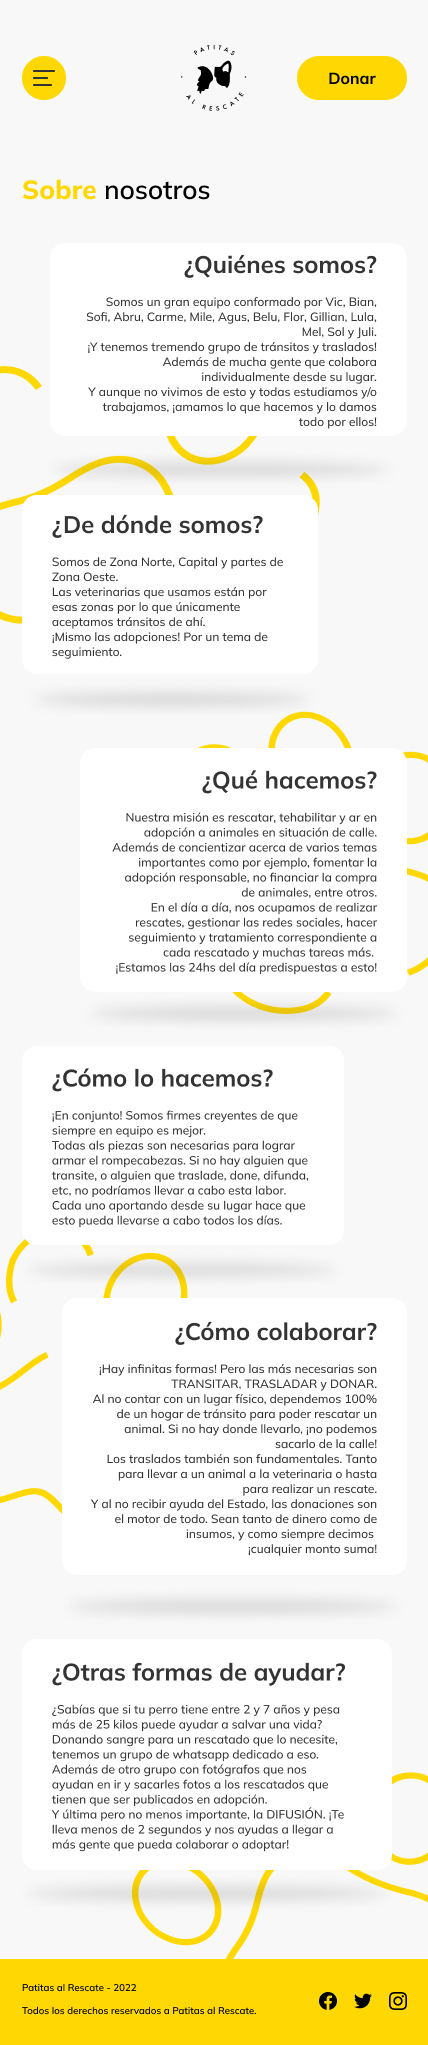 PATITAS
AL RESCATE
Donar
Sobre nosotros
¿Quiénes somos?
Somos un gran equipo conformado por Vic, Bian,
Sofi, Abru, Carme, Mile, Agus, Belu, Flor, Gillian, Lula,
Mel, Sol y Juli.
¡Y tenemos tremendo grupo de tránsitos y traslados!
Además de mucha gente que colabora
individualmente desde su lugar.
Y aunque no vivimos de esto y todas estudiamos y/o
trabajamos, ¡amamos lo que hacemos y lo damos
todo por ellos!
¿De dónde somos?
Somos de Zona Norte, Capital y partes de
Zona Oeste.
Las veterinarias que usamos están por
esas zonas por lo que únicamente
aceptamos tránsitos de ahí.
¡Mismo las adopciones! Por un tema de
seguimiento.
¿Qué hacemos?
Nuestra misión es rescatar, tehabilitar y ar en
adopción a animales en situación de calle.
Además de concientizar acerca de varios temas
importantes como por ejemplo, fomentar la
adopción responsable, no financiar la compra
de animales, entre otros.
En el día a día, nos ocupamos de realizar
rescates, gestionar las redes sociales, hacer
seguimiento y tratamiento correspondiente a
cada rescatado y muchas tareas más.
¡Estamos las 24hs del día predispuestas a esto!
¿Cómo lo hacemos?
¡En conjunto! Somos firmes creyentes de que
siempre en equipo es mejor.
Todas als piezas son necesarias para lograr
armar el rompecabezas. Si no hay alguien que
transite, o alguien que traslade, done, difunda,
etc, no podríamos llevar a cabo esta labor.
Cada uno aportando desde su lugar hace que
esto pueda llevarse a cabo todos los días.
¿Cómo colaborar?
¡Hay infinitas formas! Pero las más necesarias son
TRANSITAR, TRASLADAR y DONAR.
Al no contar con un lugar físico, dependemos 100%
de un hogar de tránsito para poder rescatar un
animal. Si no hay donde llevarlo, ¡no podemos
sacarlo de la calle!
Los traslados también son fundamentales. Tanto
para llevar a un animal a la veterinaria o hasta
para realizar un rescate.
Y al no recibir ayuda del Estado, las donaciones son
el motor de todo. Sean tanto de dinero como de
insumos, y como siempre decimos
¡cualquier monto suma!
¿Otras formas de ayudar?
¿Sabías que si tu perro tiene entre 2 y 7 años y pesa
más de 25 kilos puede ayudar a salvar una vida?
Donando sangre para un rescatado que lo necesite,
tenemos un grupo de whatsapp dedicado a eso.
Además de otro grupo con fotógrafos que nos
ayudan en ir y sacarles fotos a los rescatados que
tienen que ser publicados en adopción.
Y última pero no menos importante, la DIFUSIÓN. ¡Te
lleva menos de 2 segundos y nos ayudas a llegar a
más gente que pueda colaborar o adoptar!
Patitas al Rescate - 2022
Todos los derechos reservados a Patitas al Rescate.